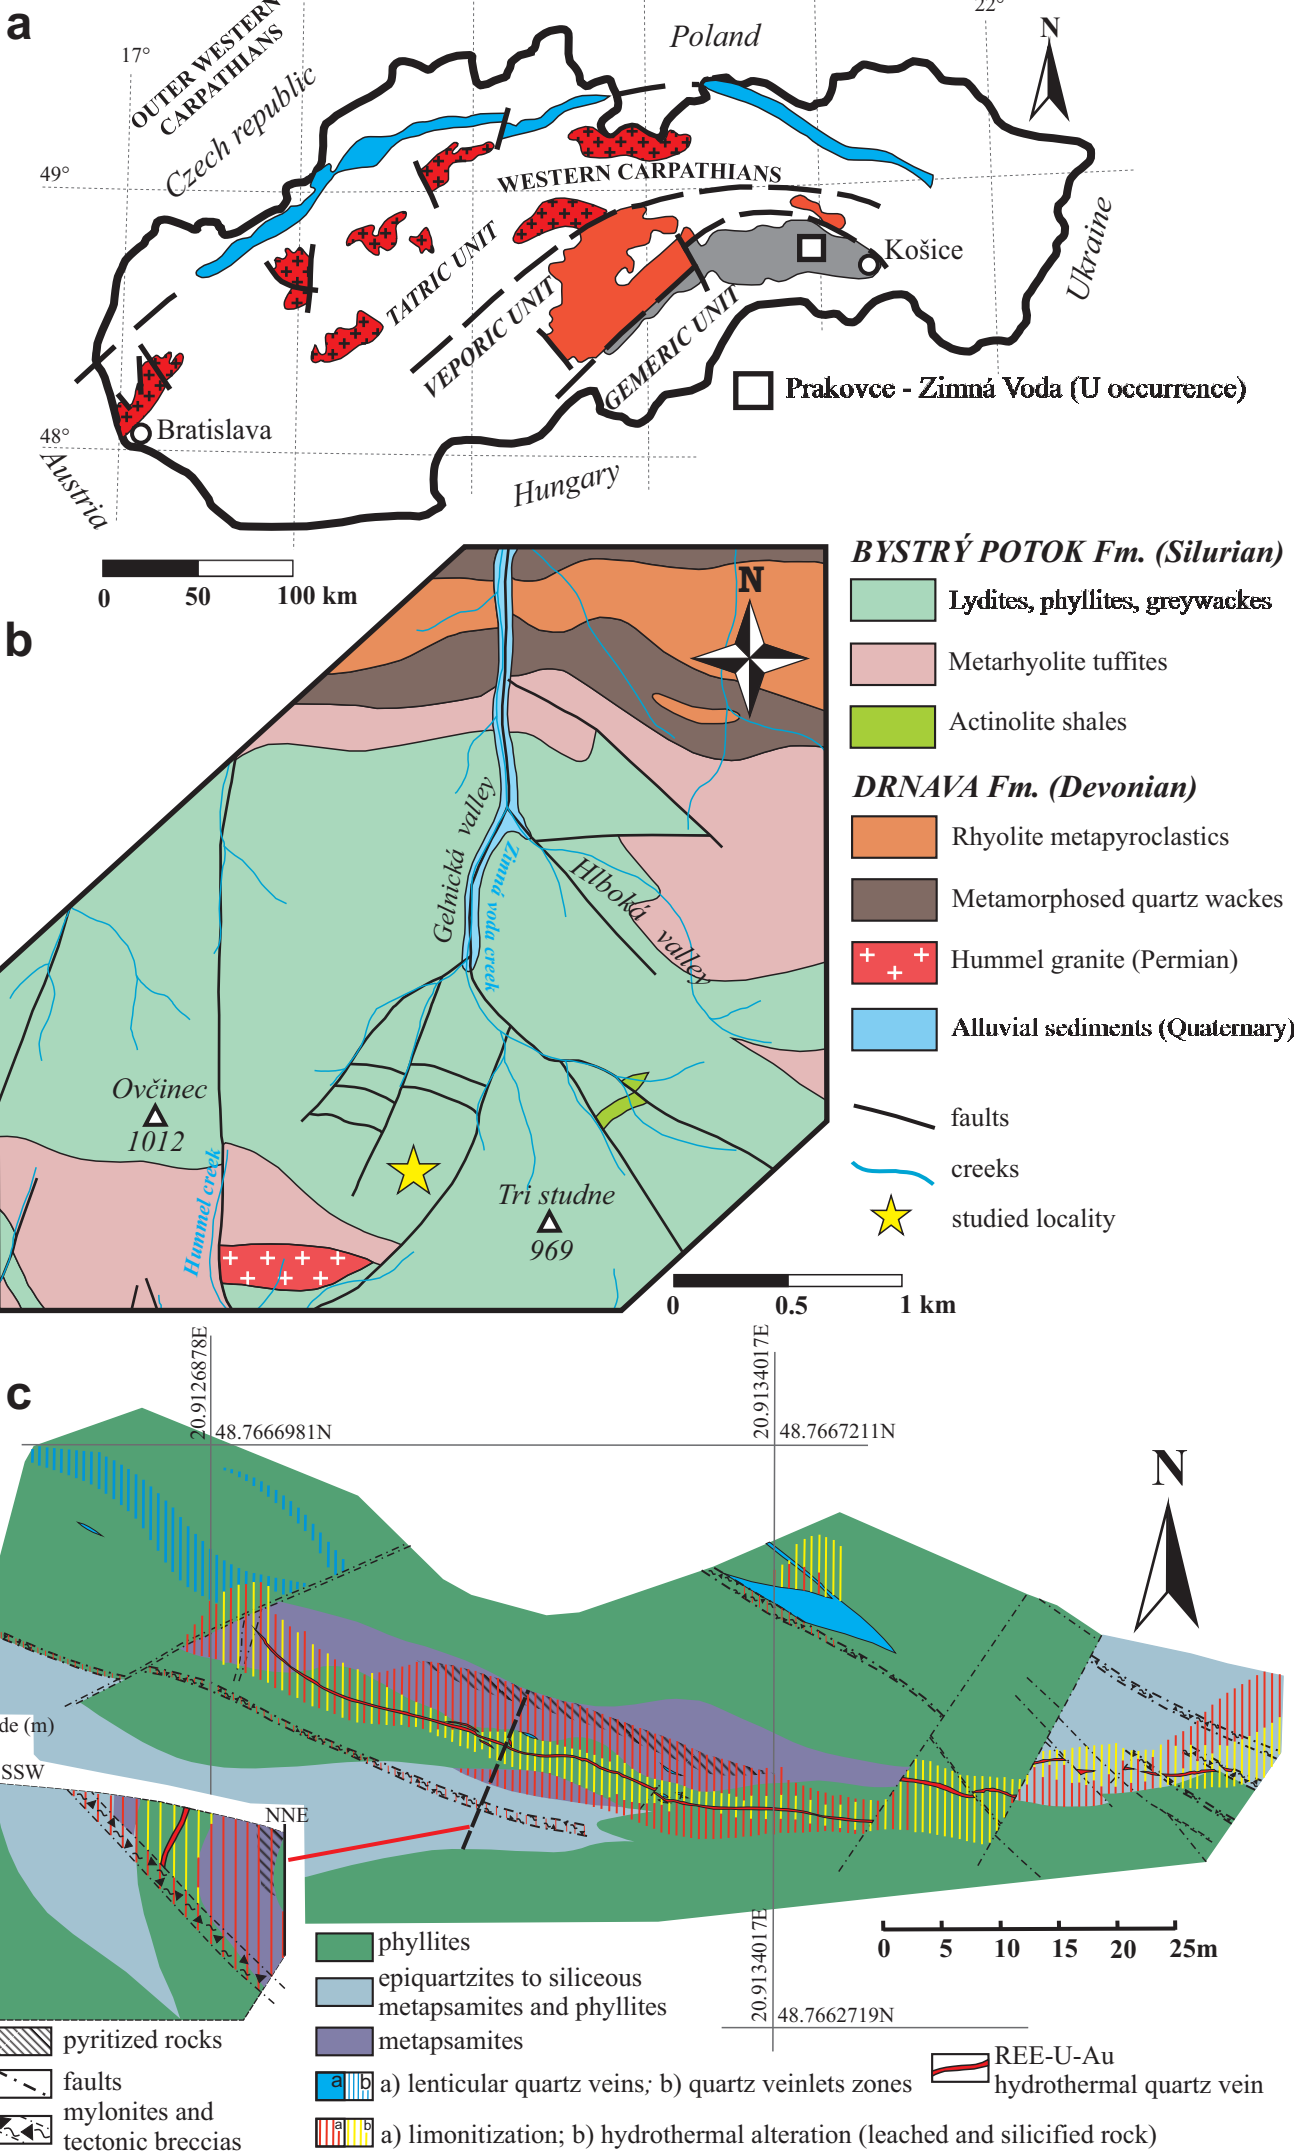 a
22°
N
Poland
17°
OUTER WESTERN
CARPATHIANS
Czech republic
49°
WESTERN CARPATHIANS
Ukraine
Košice
TATRIC UNIT
VEPORIC UNIT
GEMERIC UNIT
Prakovce - Zimná Voda (U occurrence)
Bratislava
48°
Austria
Hungary
0 50 100 km
b
N
BYSTRÝ POTOK Fm. (Silurian)
Lydites, phyllites, greywackes
Metarhyolite tuffites
Actinolite shales
DRNAVA Fm. (Devonian)
Rhyolite metapyroclastics
Metamorphosed quartz wackes
Hummel granite (Permian)
Alluvial sediments (Quaternary)
faults
creeks
studied locality
Gelnická valley
Zimná voda creek
Hlboká valley
Ovčinec
1012
Hummel creek
Tri studne
969
0 0.5 1 km
c
20.9126878E
48.7666981N
20.9134017E
48.7667211N
N
de (m)
SSW
NNE
20.9134017E
48.7662719N
0 5 10 15 20 25m
phyllites
epiquartzites to siliceous
metapsamites and phyllites
metapsamites
a b a) lenticular quartz veins; b) quartz veinlets zones
a b a) limonitization; b) hydrothermal alteration (leached and silicified rock)
REE-U-Au
hydrothermal quartz vein
pyritized rocks
faults
mylonites and
tectonic breccias